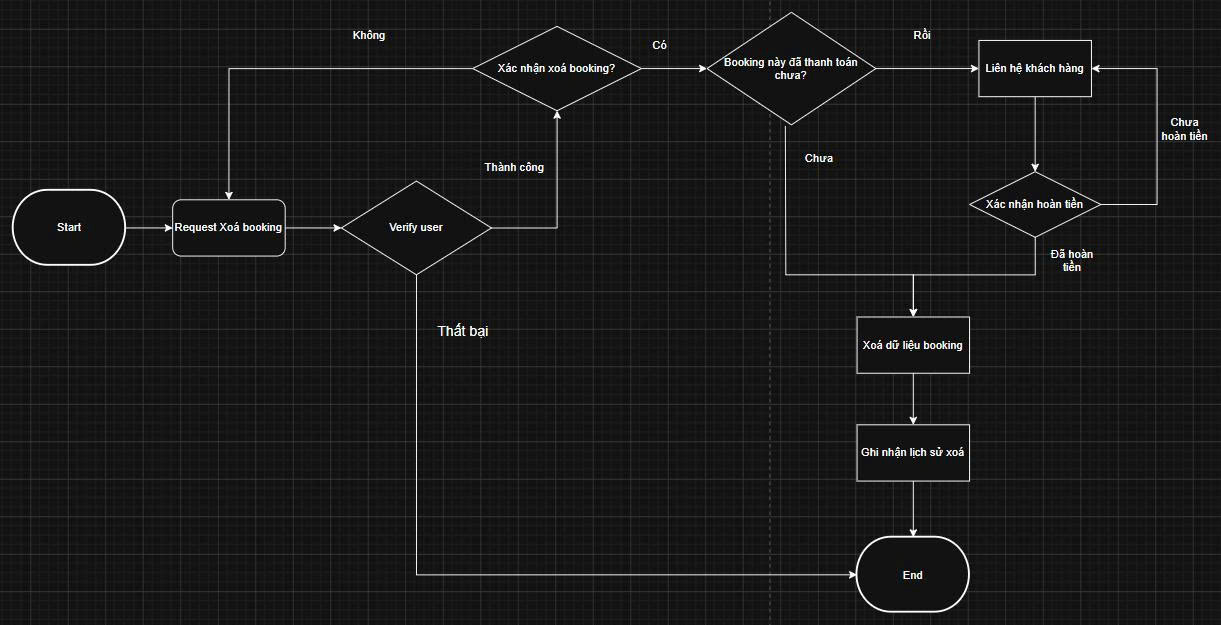 Không
Xác nhận xoá booking?
Có
Booking này đã thanh toán
chưa?
Rồi
Liên hệ khách hàng
Chưa
hoàn tiền
Thành công
Chưa
Start
Request Xoá booking
Verify user
Xác nhận hoàn tiền
Đã hoàn
tiền
Thất bại
Xoá dữ liệu booking
Ghi nhận lịch sử xoá
End